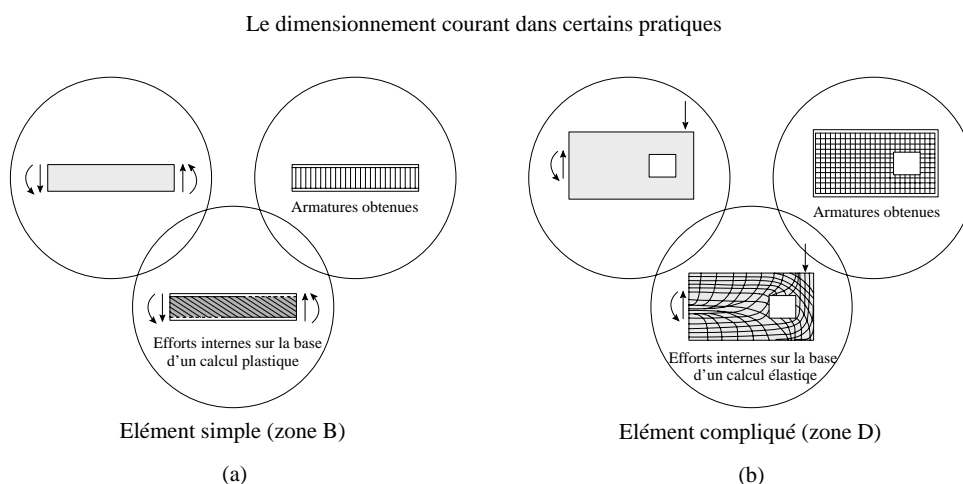 Le dimensionnement courant dans certains pratiques
Armatures obtenues
Efforts internes sur la base
d'un calcul plastique
Elément simple (zone B)
(a)
Armatures obtenues
Efforts internes sur la base
d'un calcul élastiqe
Elément compliqué (zone D)
(b)